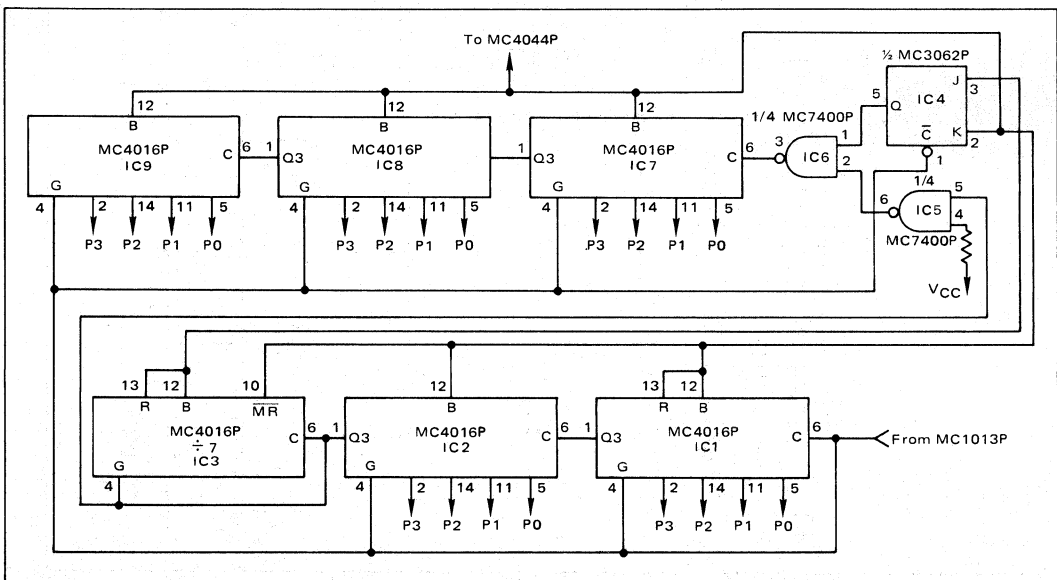 To MC4044P
½ MC3062P
5 Q IC4 J 3
C̅ K 2
1
12 12 12
B B B
MC4016P IC9 C 6
1 Q3 MC4016P IC8
1 Q3 MC4016P IC7 C 6
G G G
4 2 14 11 5
P3 P2 P1 P0
4 2 14 11 5
P3 P2 P1 P0
4 2 14 11 5
P3 P2 P1 P0
1/4 MC7400P
3 IC6 1
2
1/4
6 IC5 5
4
MC7400P
VCC
13 12 10
R B M̅R̅
MC4016P
÷ 7
IC3
C 6
G
4
12
B
1 Q3 MC4016P IC2 C 6
G
4 2 14 11 5
P3 P2 P1 P0
13 12
R B
1 Q3 MC4016P IC1 C 6
G
4 2 14 11 5
P3 P2 P1 P0
From MC1013P